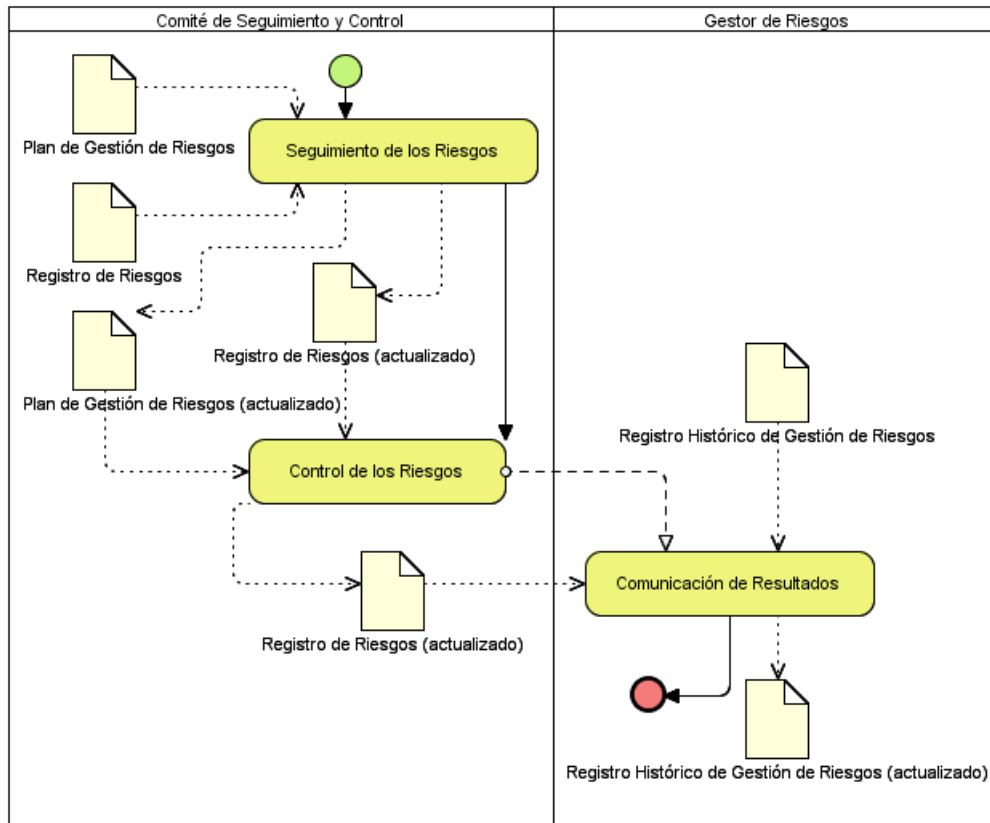 Comité de Seguimiento y Control
Gestor de Riesgos
Plan de Gestión de Riesgos
Seguimiento de los Riesgos
Registro de Riesgos
Registro de Riesgos (actualizado)
Plan de Gestión de Riesgos (actualizado)
Registro Histórico de Gestión de Riesgos
Control de los Riesgos
Comunicación de Resultados
Registro de Riesgos (actualizado)
Registro Histórico de Gestión de Riesgos (actualizado)